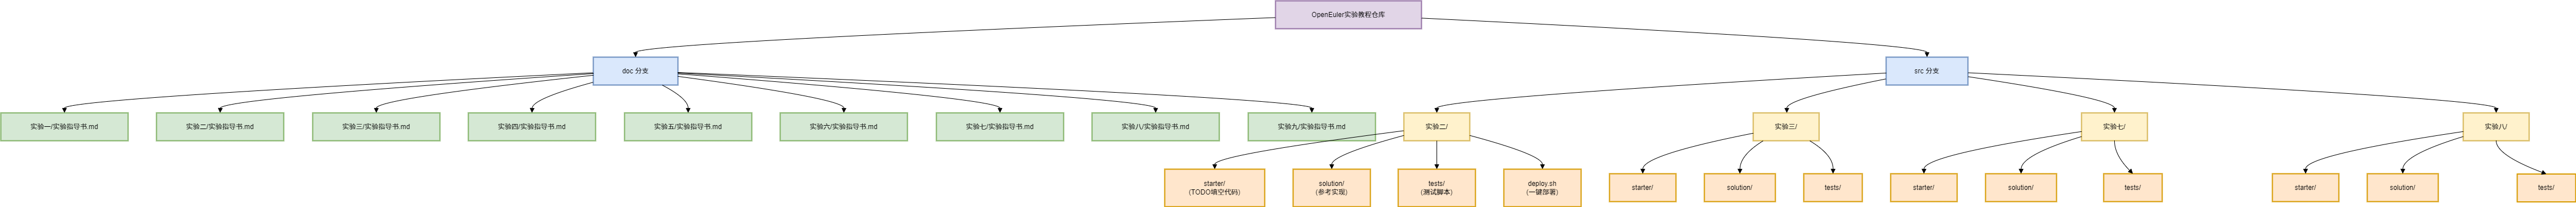 OpenEuler实验教程仓库
doc 分支
src 分支
实验一/实验指导书.md
实验二/实验指导书.md
实验三/实验指导书.md
实验四/实验指导书.md
实验五/实验指导书.md
实验六/实验指导书.md
实验七/实验指导书.md
实验八/实验指导书.md
实验九/实验指导书.md
实验二/
实验三/
实验七/
实验八/
starter/
(TODO填空代码)
solution/
(参考实现)
tests/
(测试脚本)
deploy.sh
(一键部署)
starter/
solution/
tests/
starter/
solution/
tests/
starter/
solution/
tests/